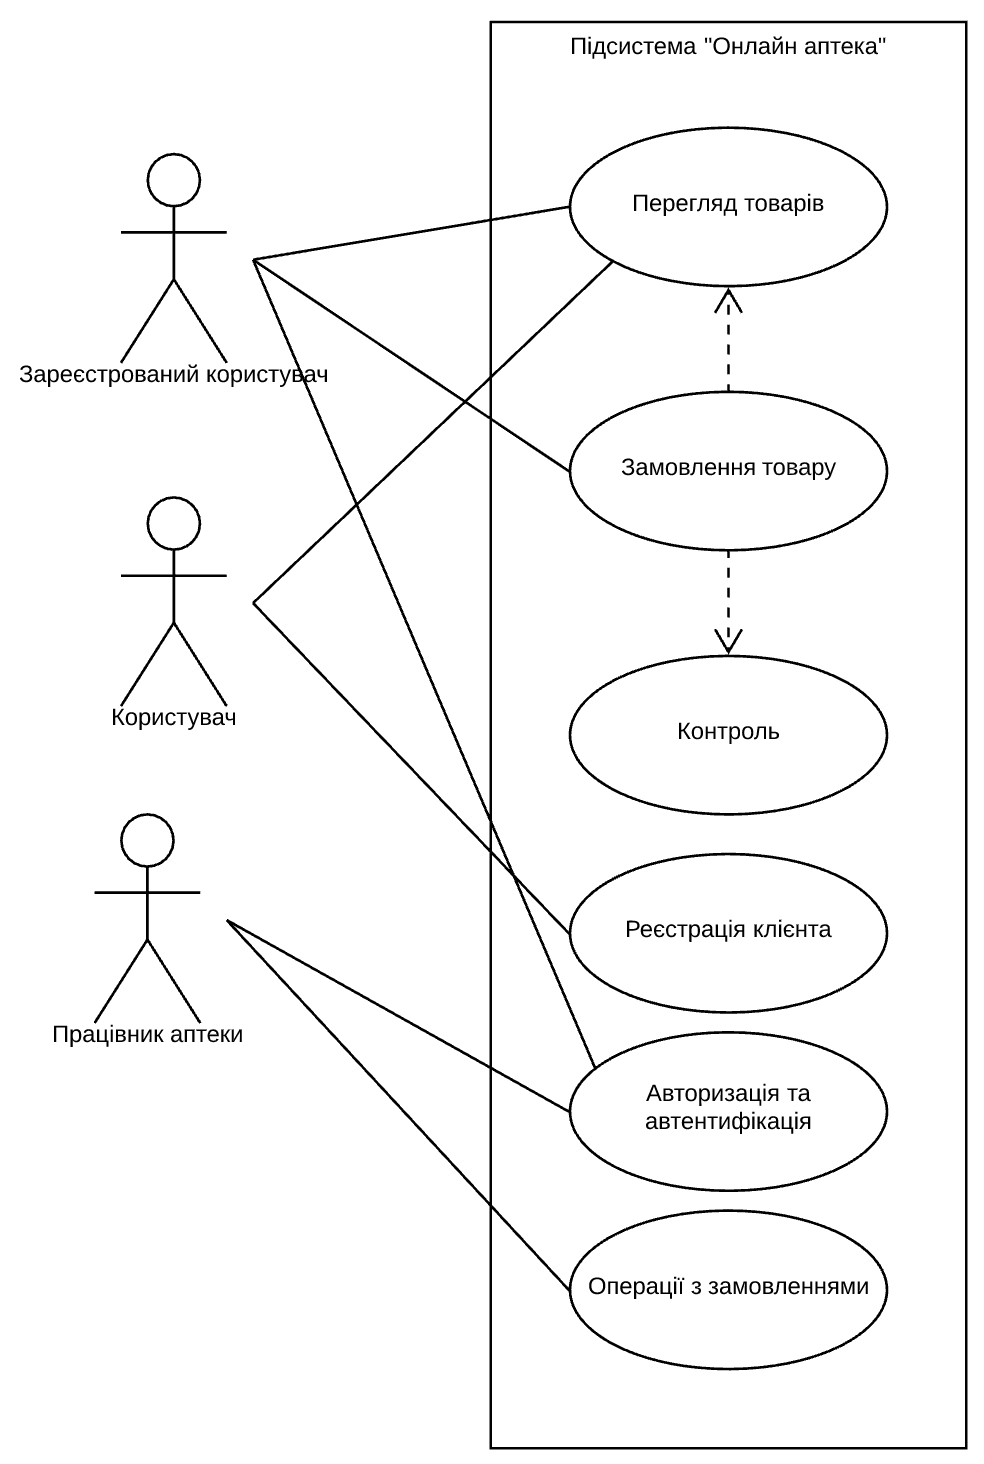 Підсистема "Онлайн аптека"
Перегляд товарів
Зареєстрований користувач
Замовлення товару
Користувач
Контроль
Реєстрація клієнта
Працівник аптеки
Авторизація та
автентифікація
Операції з замовленнями